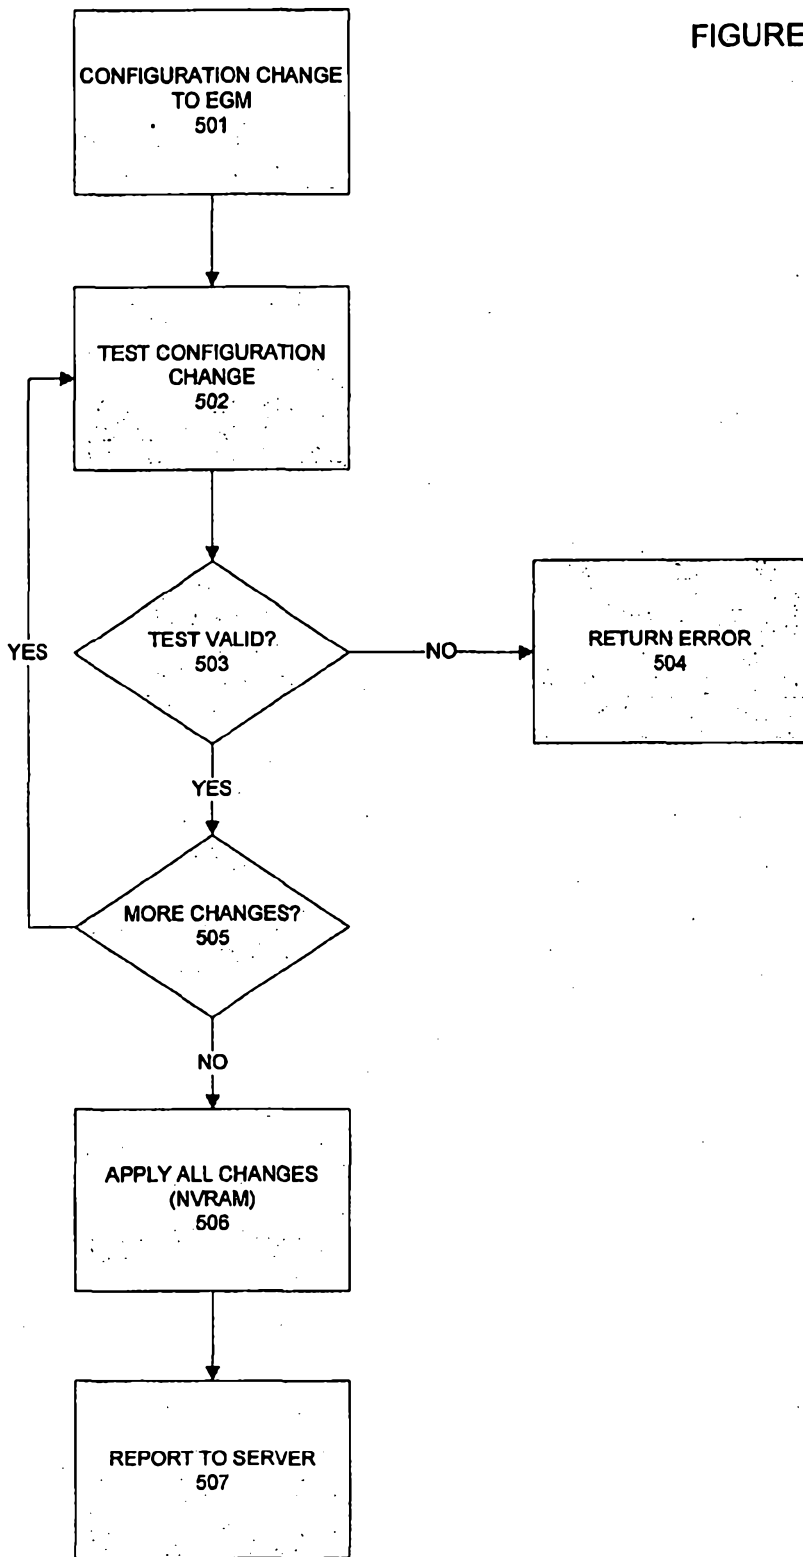 FIGURE
CONFIGURATION CHANGE
TO EGM
501
TEST CONFIGURATION
CHANGE
502
TEST VALID?
503
YES
NO
RETURN ERROR
504
YES
MORE CHANGES?
505
NO
APPLY ALL CHANGES
(NVRAM)
506
REPORT TO SERVER
507